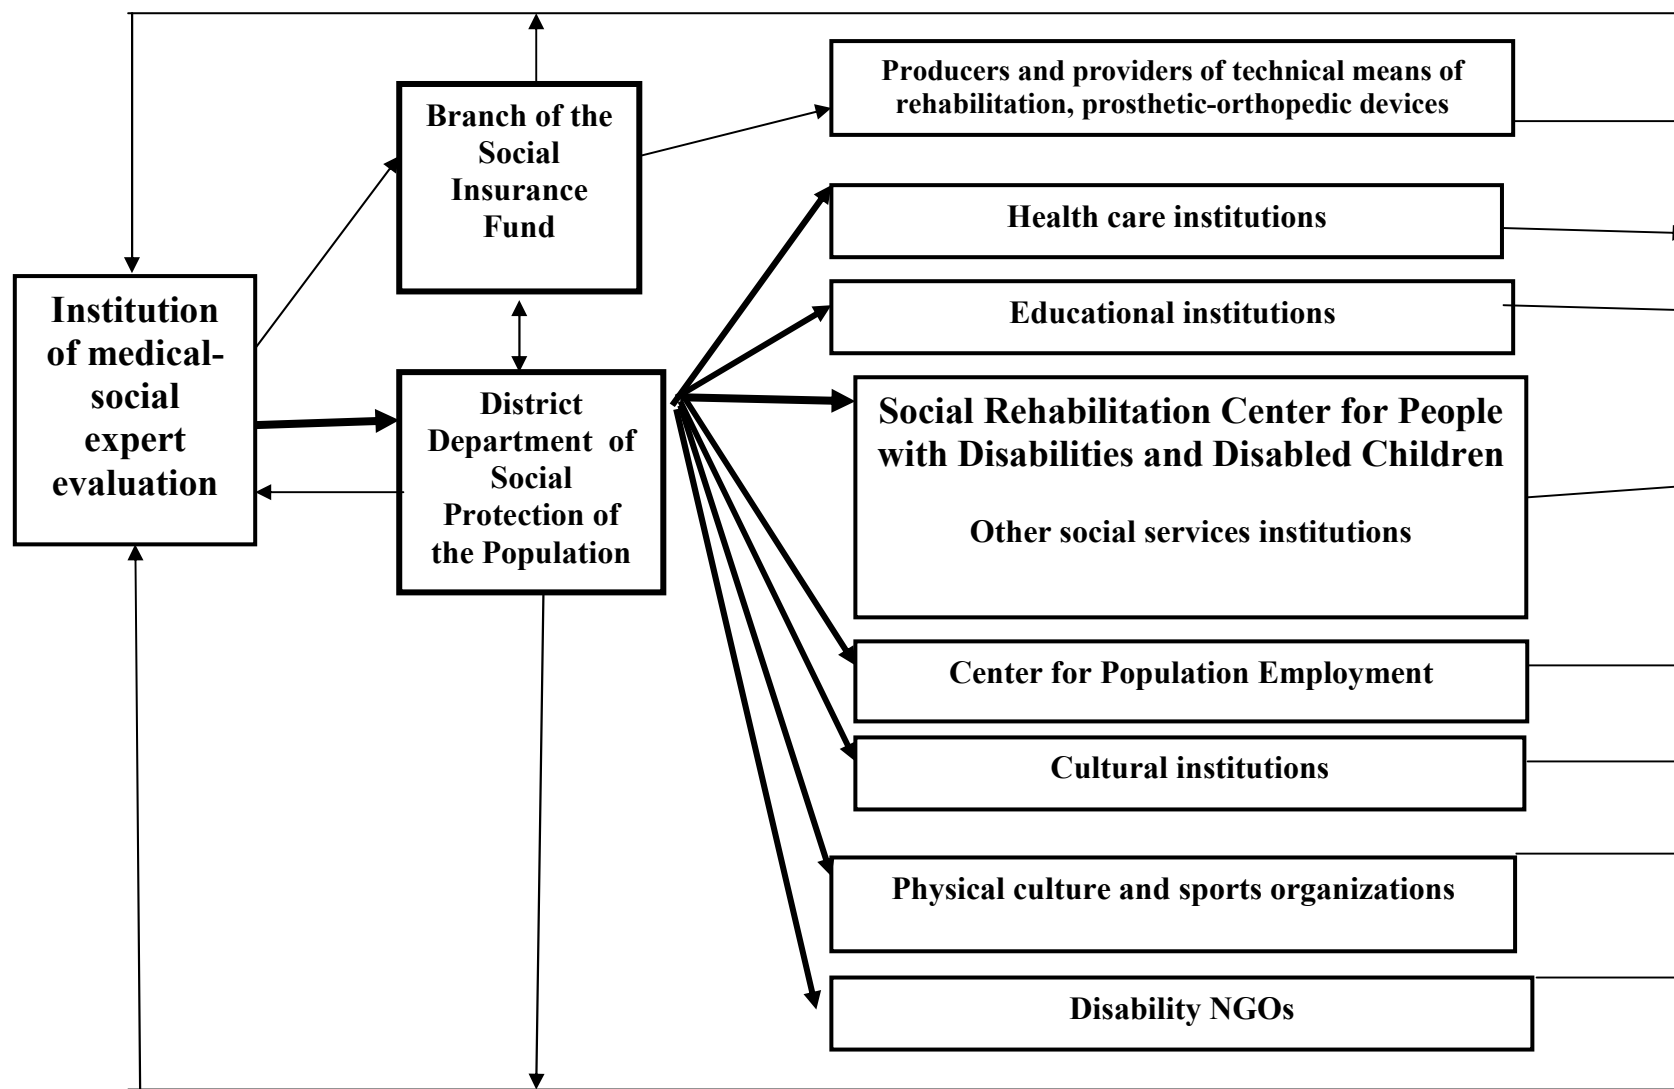 Producers and providers of technical means of
rehabilitation, prosthetic-orthopedic devices
Branch of the
Social
Insurance
Fund
Health care institutions
Institution
of medical-
social
expert
evaluation
Educational institutions
District
Department of
Social
Protection of
the Population
Social Rehabilitation Center for People
with Disabilities and Disabled Children
Other social services institutions
Center for Population Employment
Cultural institutions
Physical culture and sports organizations
Disability NGOs